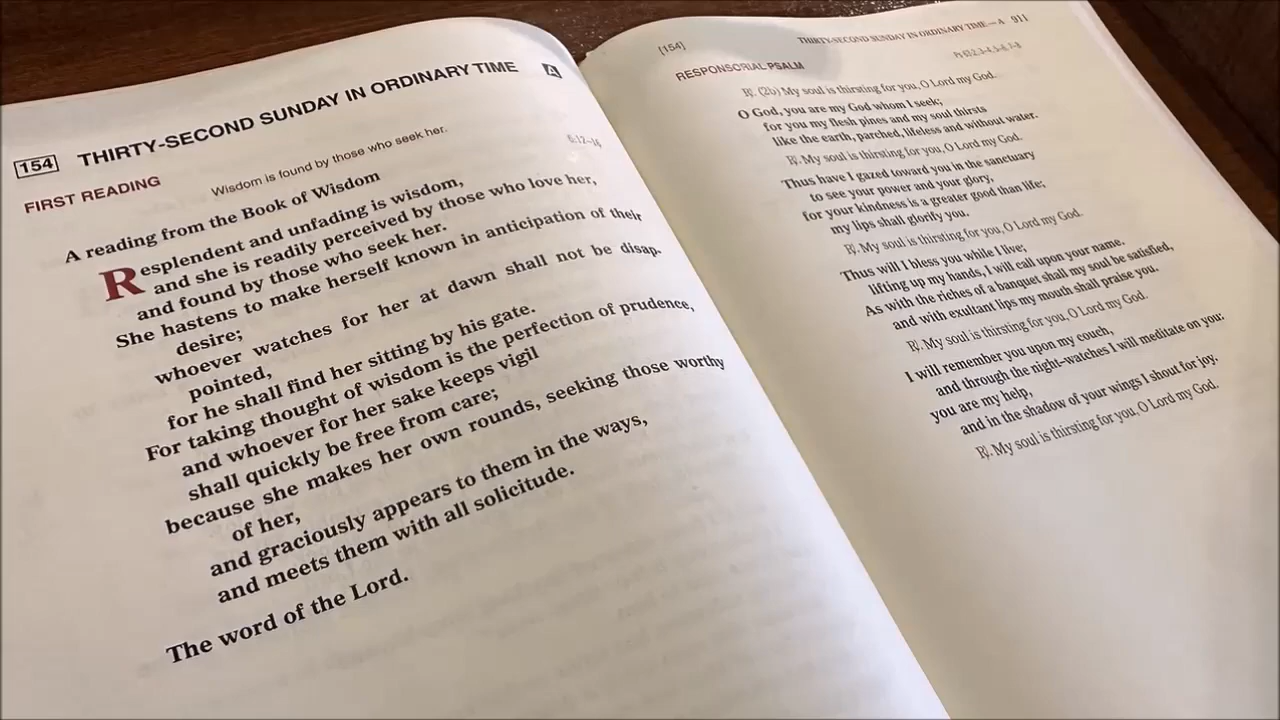 154 THIRTY-SECOND SUNDAY IN ORDINARY TIME A
FIRST READING
Wisdom is found by those who seek her.
A reading from the Book of Wisdom
6:12–16
Resplendent and unfading is wisdom,
and she is readily perceived by those who love her,
and found by those who seek her.
She hastens to make herself known in anticipation of their
desire;
whoever watches for her at dawn shall not be disap-
pointed,
for he shall find her sitting by his gate.
For taking thought of wisdom is the perfection of prudence,
and whoever for her sake keeps vigil
shall quickly be free from care;
because she makes her own rounds, seeking those worthy
of her,
and graciously appears to them in the ways,
and meets them with all solicitude.
The word of the Lord.
[154] THIRTY-SECOND SUNDAY IN ORDINARY TIME—A 911
RESPONSORIAL PSALM
Ps 63:2, 3-4, 5-6, 7-8
℟. (2b) My soul is thirsting for you, O Lord my God.
O God, you are my God whom I seek;
for you my flesh pines and my soul thirsts
like the earth, parched, lifeless and without water.
℟. My soul is thirsting for you, O Lord my God.
Thus have I gazed toward you in the sanctuary
to see your power and your glory,
for your kindness is a greater good than life;
my lips shall glorify you.
℟. My soul is thirsting for you, O Lord my God.
Thus will I bless you while I live;
lifting up my hands, I will call upon your name.
As with the riches of a banquet shall my soul be satisfied,
and with exultant lips my mouth shall praise you.
℟. My soul is thirsting for you, O Lord my God.
I will remember you upon my couch,
and through the night-watches I will meditate on you:
you are my help,
and in the shadow of your wings I shout for joy.
℟. My soul is thirsting for you, O Lord my God.